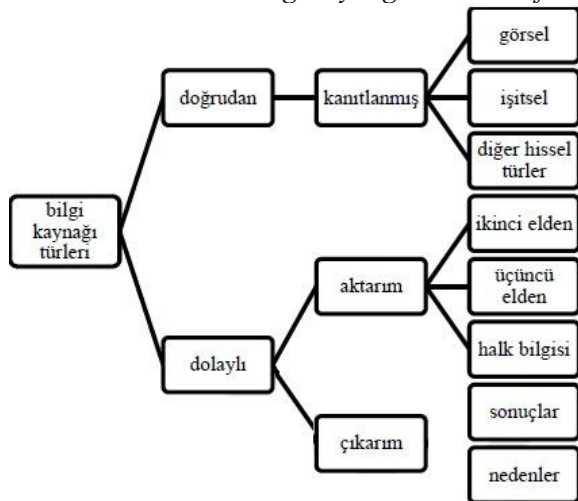 görsel
doğrudan
kanıtlanmış
işitsel
diğer hissel
türler
bilgi
kaynağı
türleri
ikinci elden
aktarım
üçüncü
elden
dolaylı
halk bilgisi
çıkarım
sonuçlar
nedenler